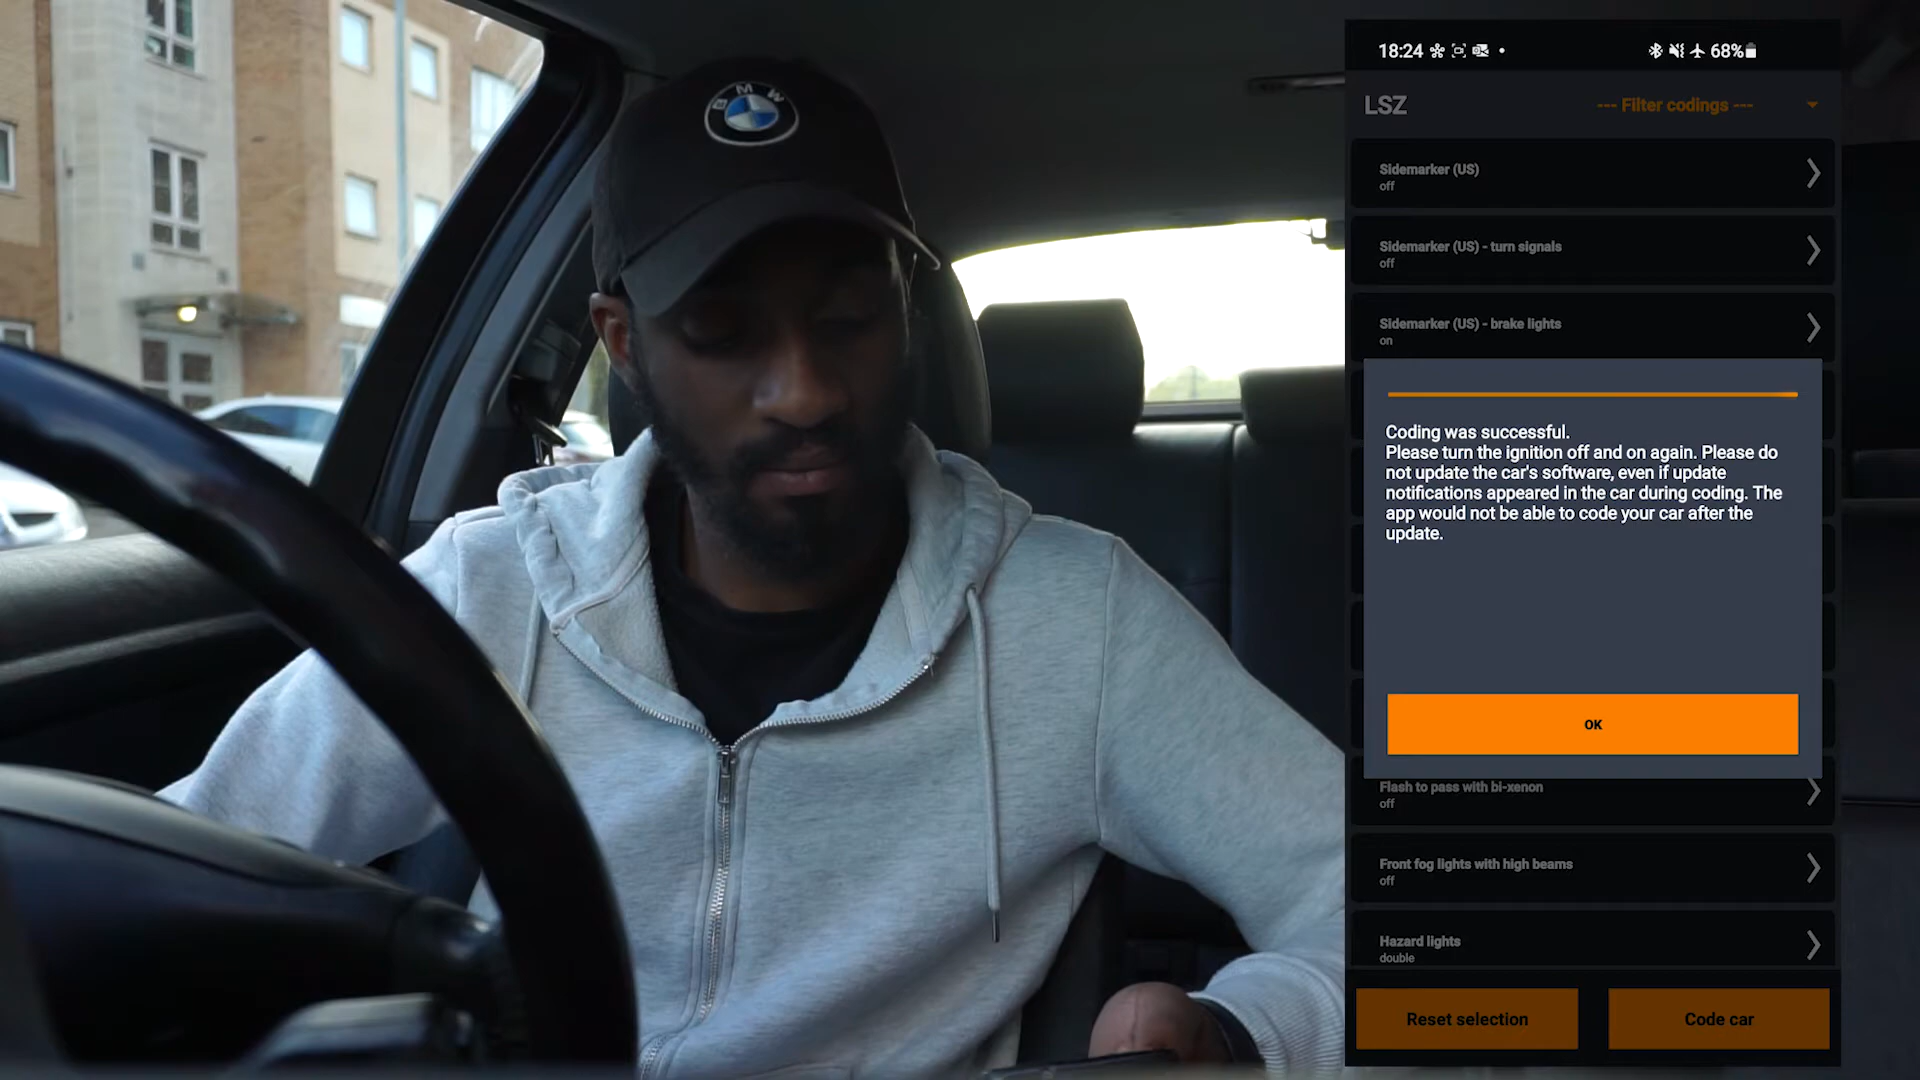 BMW
18:24
68%
LSZ
--- Filter codings ---
Sidemarker (US)
off
Sidemarker (US) - turn signals
off
Sidemarker (US) - brake lights
on
Coding was successful.
Please turn the ignition off and on again. Please do
not update the car's software, even if update
notifications appeared in the car during coding. The
app would not be able to code your car after the
update.
OK
Flash to pass with bi-xenon
off
Front fog lights with high beams
off
Hazard lights
double
Reset selection
Code car